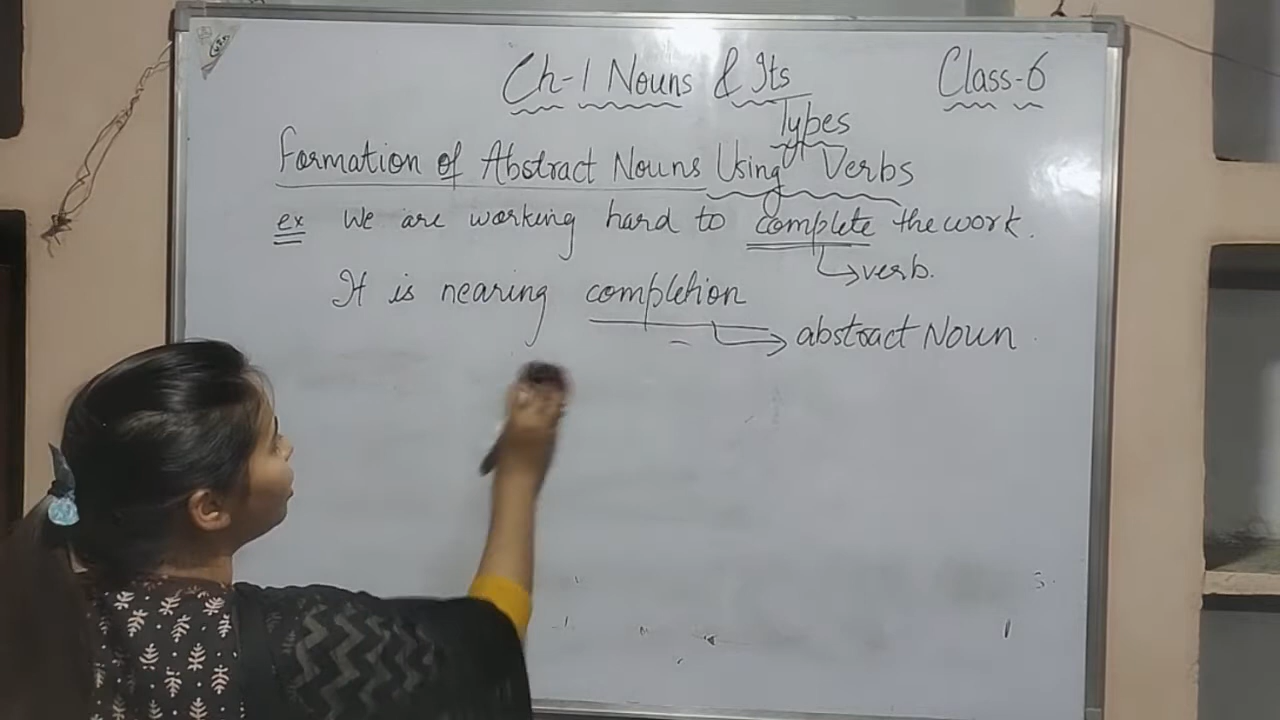 Ch-1 Nouns & Its Types
Class-6
Formation of Abstract Nouns Using Verbs
ex We are working hard to complete the work.
verb.
It is nearing completion
abstract Noun